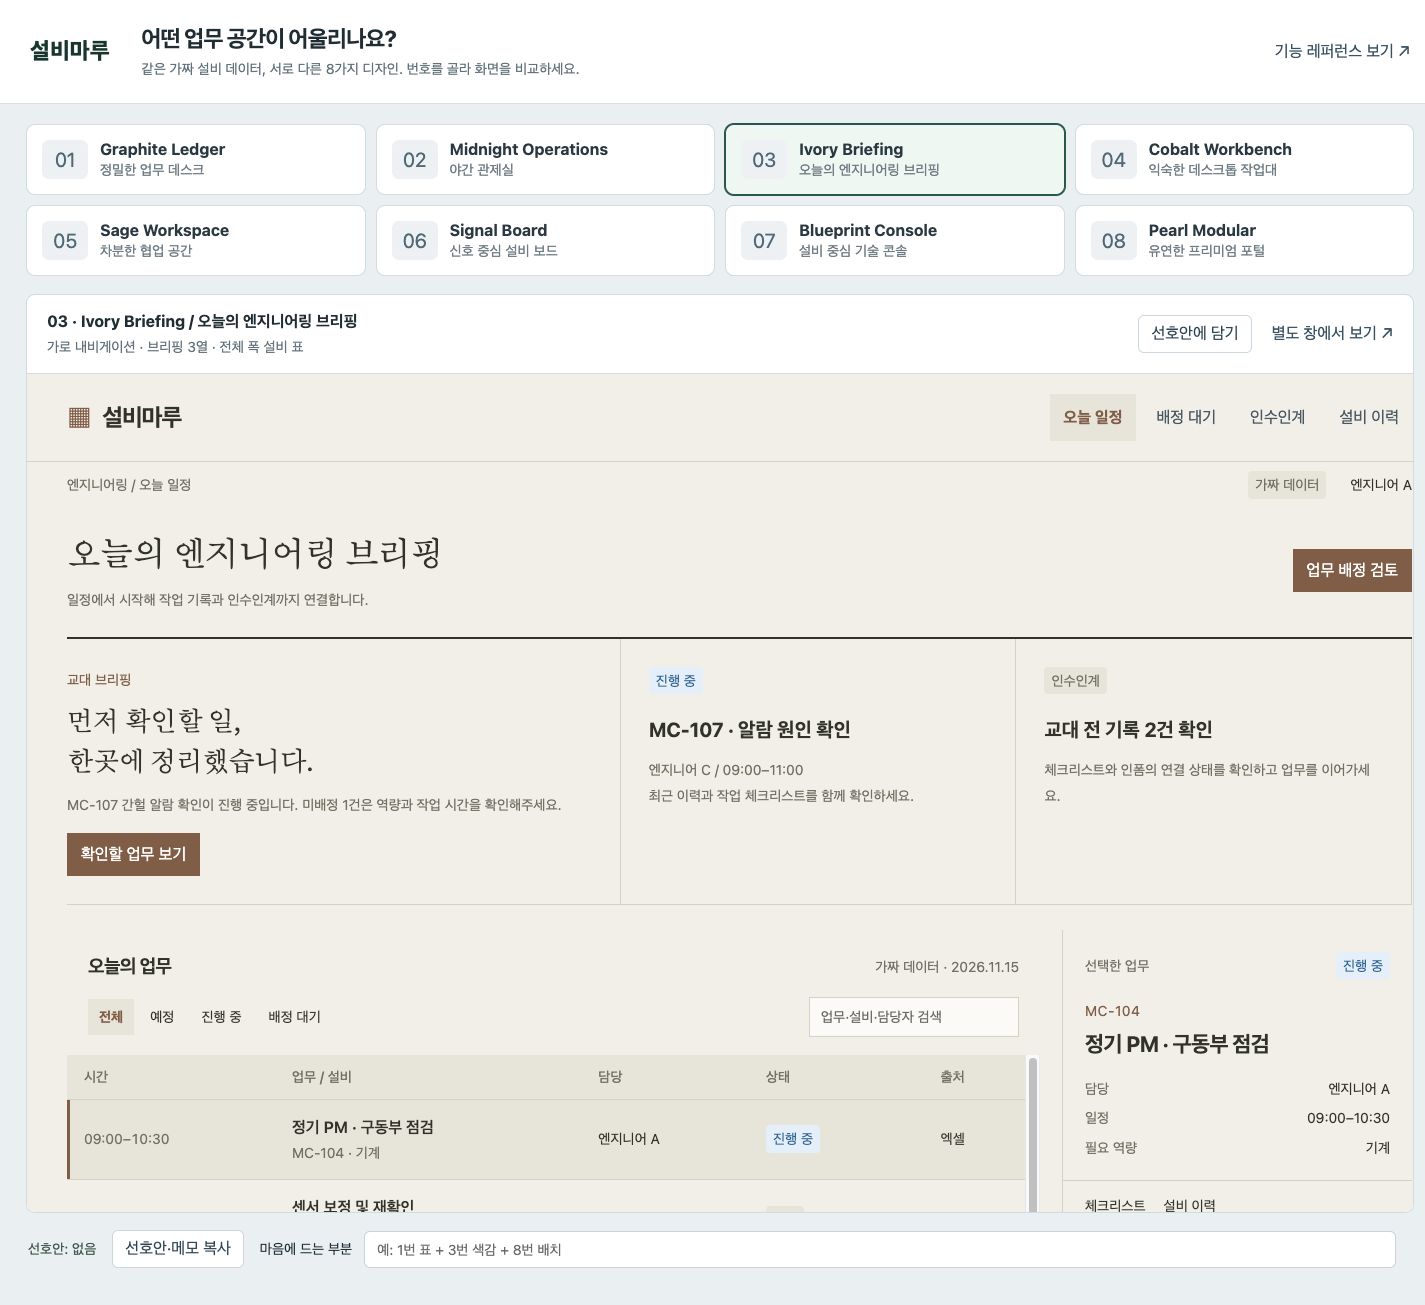 설비마루
어떤 업무 공간이 어울리나요?
같은 가짜 설비 데이터, 서로 다른 8가지 디자인. 번호를 골라 화면을 비교하세요.
기능 레퍼런스 보기 ↗
01 Graphite Ledger
정밀한 업무 데스크
02 Midnight Operations
야간 관제실
03 Ivory Briefing
오늘의 엔지니어링 브리핑
04 Cobalt Workbench
익숙한 데스크톱 작업대
05 Sage Workspace
차분한 협업 공간
06 Signal Board
신호 중심 설비 보드
07 Blueprint Console
설비 중심 기술 콘솔
08 Pearl Modular
유연한 프리미엄 포털
03 · Ivory Briefing / 오늘의 엔지니어링 브리핑
가로 내비게이션 · 브리핑 3열 · 전체 폭 설비 표
선호안에 담기
별도 창에서 보기 ↗
설비마루
오늘 일정
배정 대기
인수인계
설비 이력
엔지니어링 / 오늘 일정
가짜 데이터
엔지니어 A
오늘의 엔지니어링 브리핑
일정에서 시작해 작업 기록과 인수인계까지 연결합니다.
업무 배정 검토
교대 브리핑
먼저 확인할 일,
한곳에 정리했습니다.
MC-107 간헐 알람 확인이 진행 중입니다. 미배정 1건은 역량과 작업 시간을 확인해주세요.
확인할 업무 보기
진행 중
MC-107 · 알람 원인 확인
엔지니어 C / 09:00–11:00
최근 이력과 작업 체크리스트를 함께 확인하세요.
인수인계
교대 전 기록 2건 확인
체크리스트와 인폼의 연결 상태를 확인하고 업무를 이어가세
요.
오늘의 업무
가짜 데이터 · 2026.11.15
전체
예정
진행 중
배정 대기
업무·설비·담당자 검색
시간
업무 / 설비
담당
상태
출처
09:00–10:30
정기 PM · 구동부 점검
MC-104 · 기계
엔지니어 A
진행 중
엑셀
센서 보정 및 재확인
선택한 업무
진행 중
MC-104
정기 PM · 구동부 점검
담당
엔지니어 A
일정
09:00–10:30
필요 역량
기계
체크리스트
설비 이력
선호안: 없음
선호안·메모 복사
마음에 드는 부분
예: 1번 표 + 3번 색감 + 8번 배치